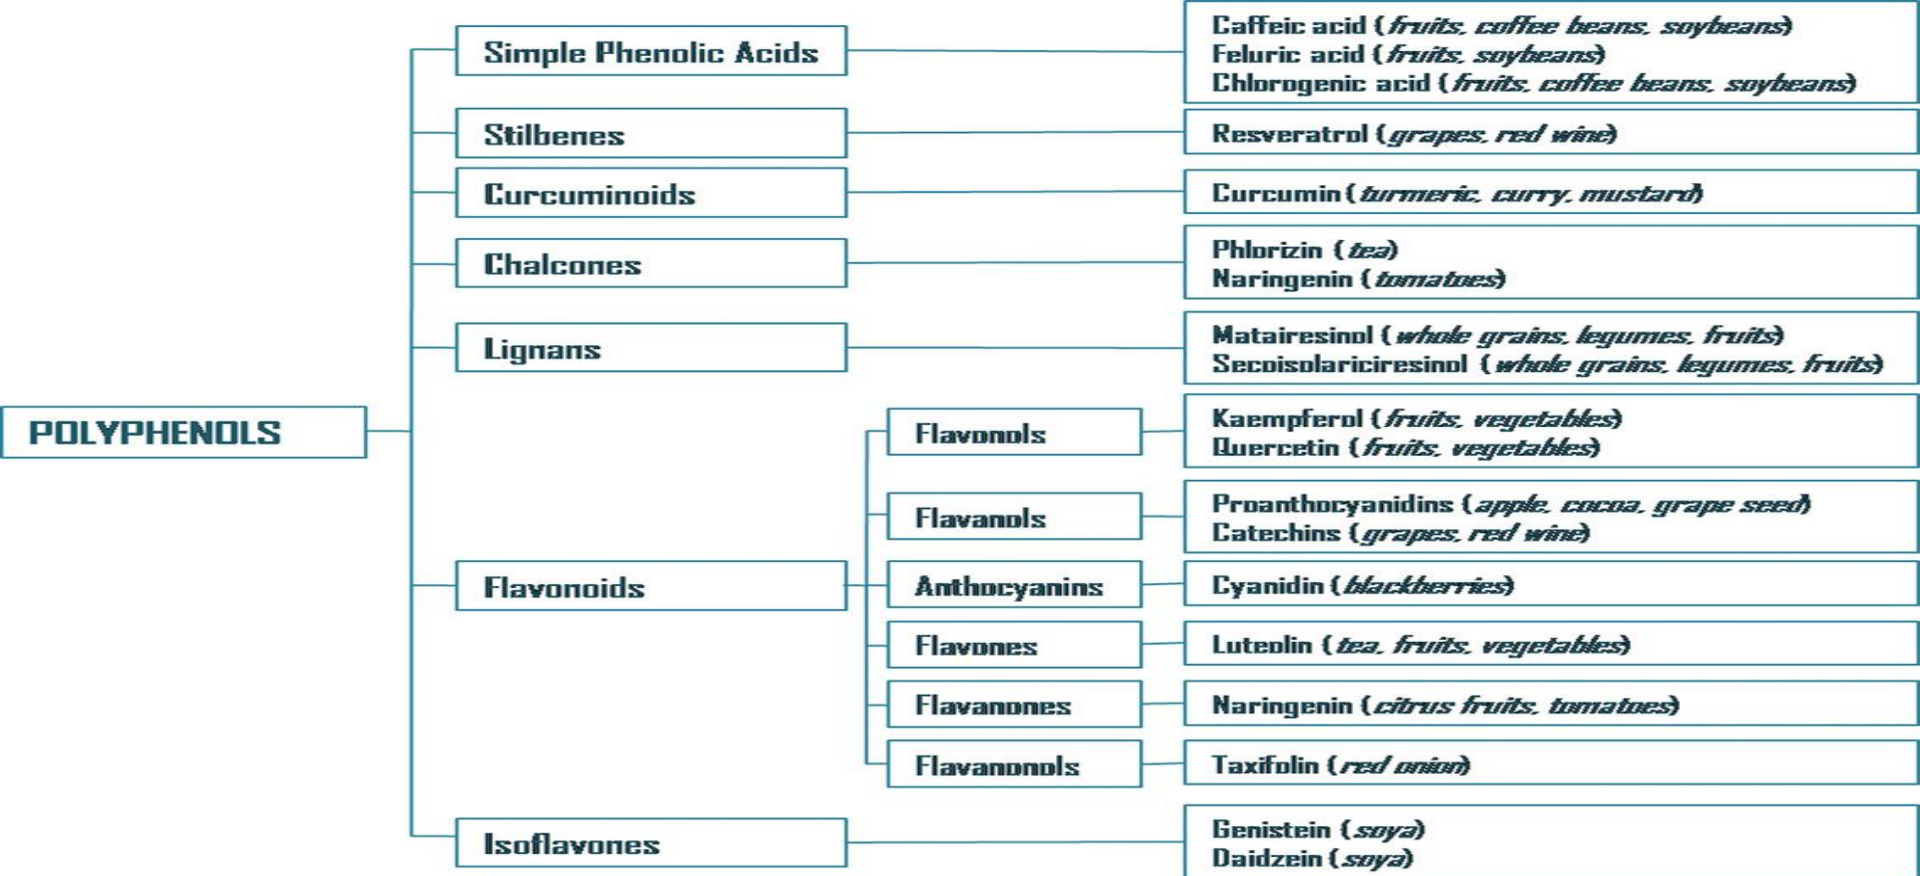 Simple Phenolic Acids
Caffeic acid (fruits, coffee beans, soybeans)
Feluric acid (fruits, soybeans)
Chlorogenic acid (fruits, coffee beans, soybeans)
Stilbenes
Resveratrol (grapes, red wine)
Curcuminoids
Curcumin (turmeric, curry, mustard)
Chalcones
Phlorizin (tea)
Naringenin (tomatoes)
Lignans
Matairesinol (whole grains, legumes, fruits)
Secoisolariciresinol (whole grains, legumes, fruits)
POLYPHENOLS
Flavonols
Kaempferol (fruits, vegetables)
Quercetin (fruits, vegetables)
Flavanols
Proanthocyanidins (apple, cocoa, grape seed)
Catechins (grapes, red wine)
Flavonoids
Anthocyanins
Cyanidin (blackberries)
Flavones
Luteolin (tea, fruits, vegetables)
Flavanones
Naringenin (citrus fruits, tomatoes)
Flavanonols
Taxifolin (red onion)
Isoflavones
Genistein (soya)
Daidzein (soya)